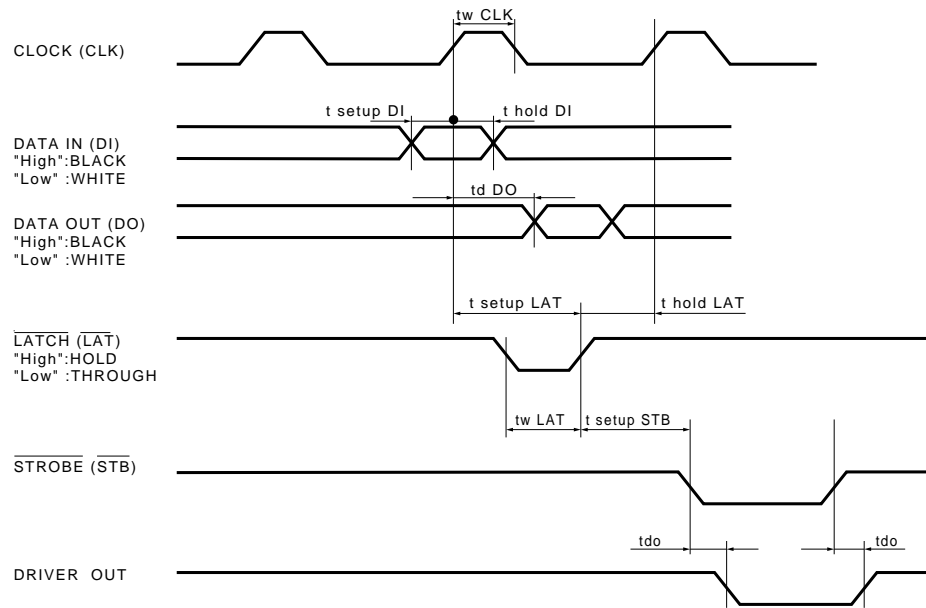 tw CLK
CLOCK (CLK)
t setup DI
t hold DI
DATA IN (DI)
"High":BLACK
"Low" :WHITE
td DO
DATA OUT (DO)
"High":BLACK
"Low" :WHITE
t setup LAT
t hold LAT
LATCH (LAT)
"High":HOLD
"Low" :THROUGH
tw LAT
t setup STB
STROBE (STB)
tdo
tdo
DRIVER OUT